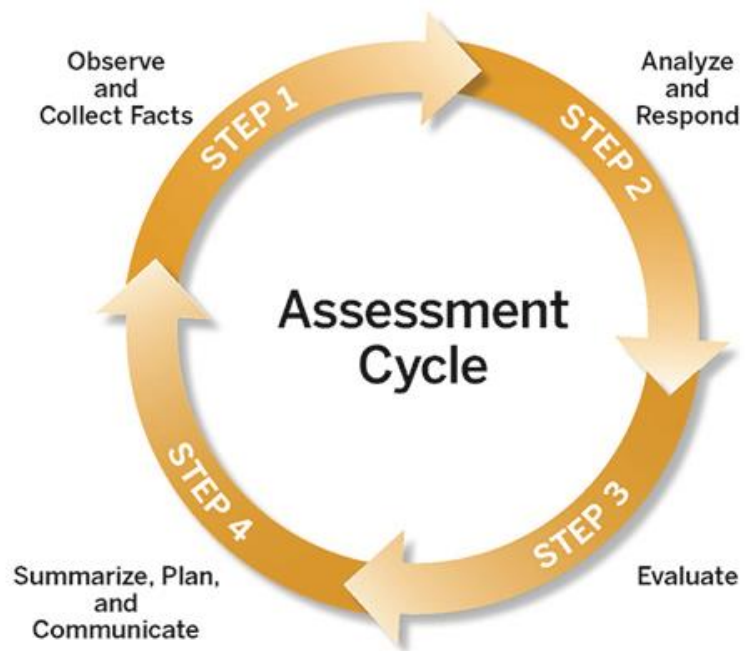 Observe
and
Collect Facts
STEP 1
Analyze
and
Respond
STEP 2
Assessment
Cycle
STEP 3
Evaluate
STEP 4
Summarize, Plan,
and
Communicate